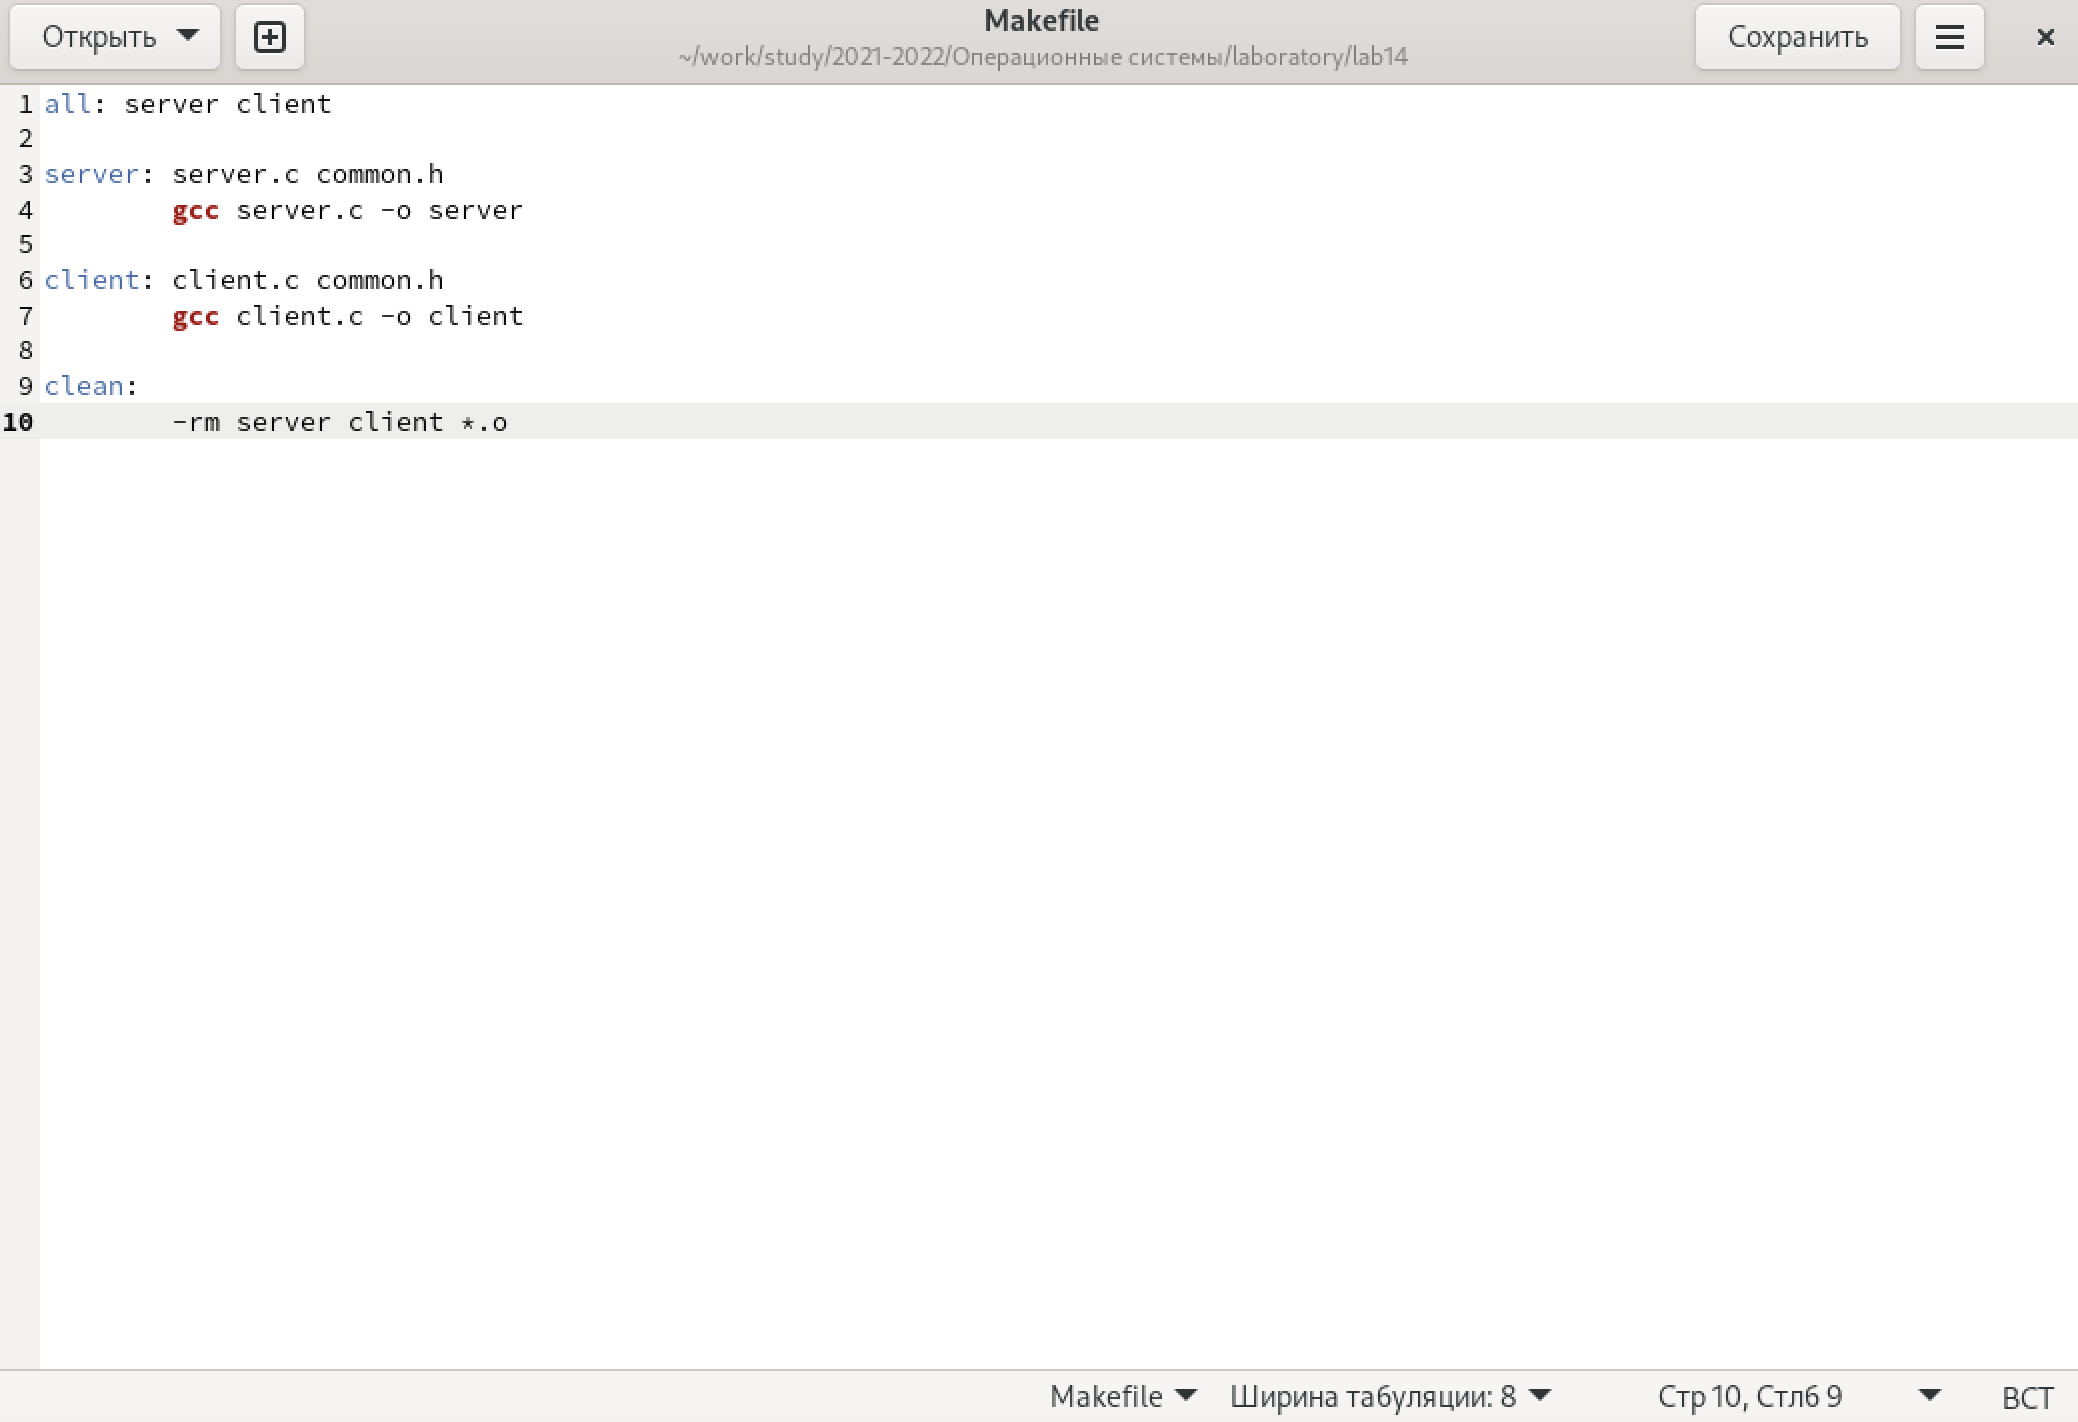 Открыть
Makefile
~/work/study/2021-2022/Операционные системы/laboratory/lab14
Сохранить
1 all: server client
2
3 server: server.c common.h
4 gcc server.c -o server
5
6 client: client.c common.h
7 gcc client.c -o client
8
9 clean:
10 -rm server client *.o
Makefile Ширина табуляции: 8 Стр 10, Стлб 9 ВСТ